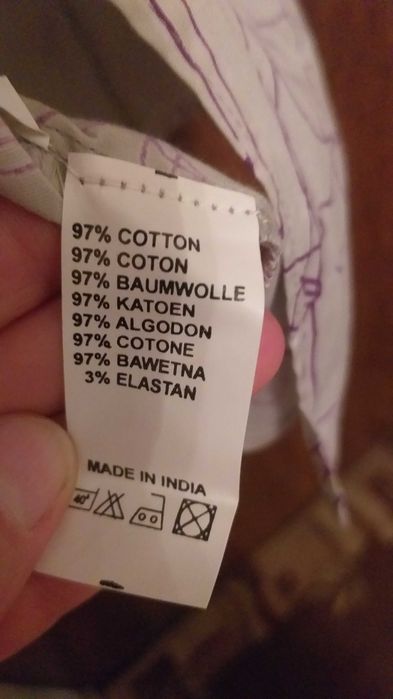 97% COTTON
97% COTON
97% BAUMWOLLE
97% KATOEN
97% ALGODON
97% COTONE
97% BAWETNA
3% ELASTAN
MADE IN INDIA
40°